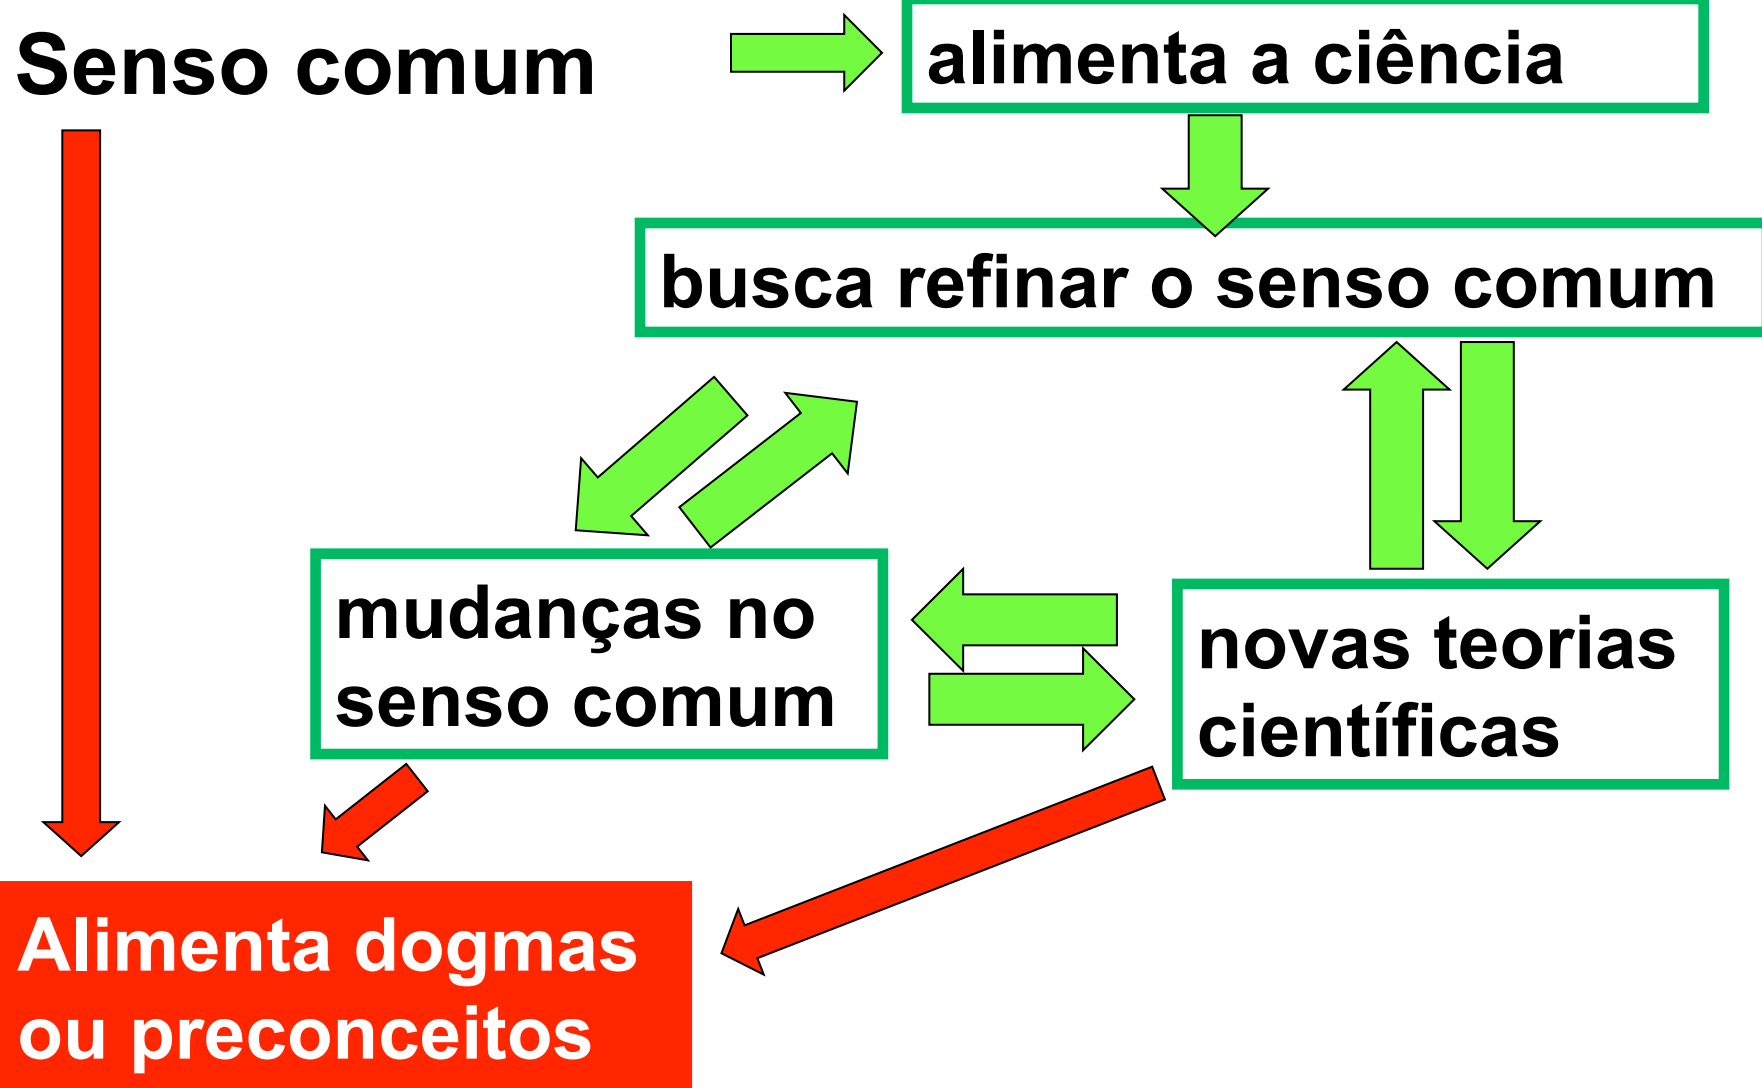 Senso comum
alimenta a ciência
busca refinar o senso comum
mudanças no
senso comum
novas teorias
científicas
Alimenta dogmas
ou preconceitos